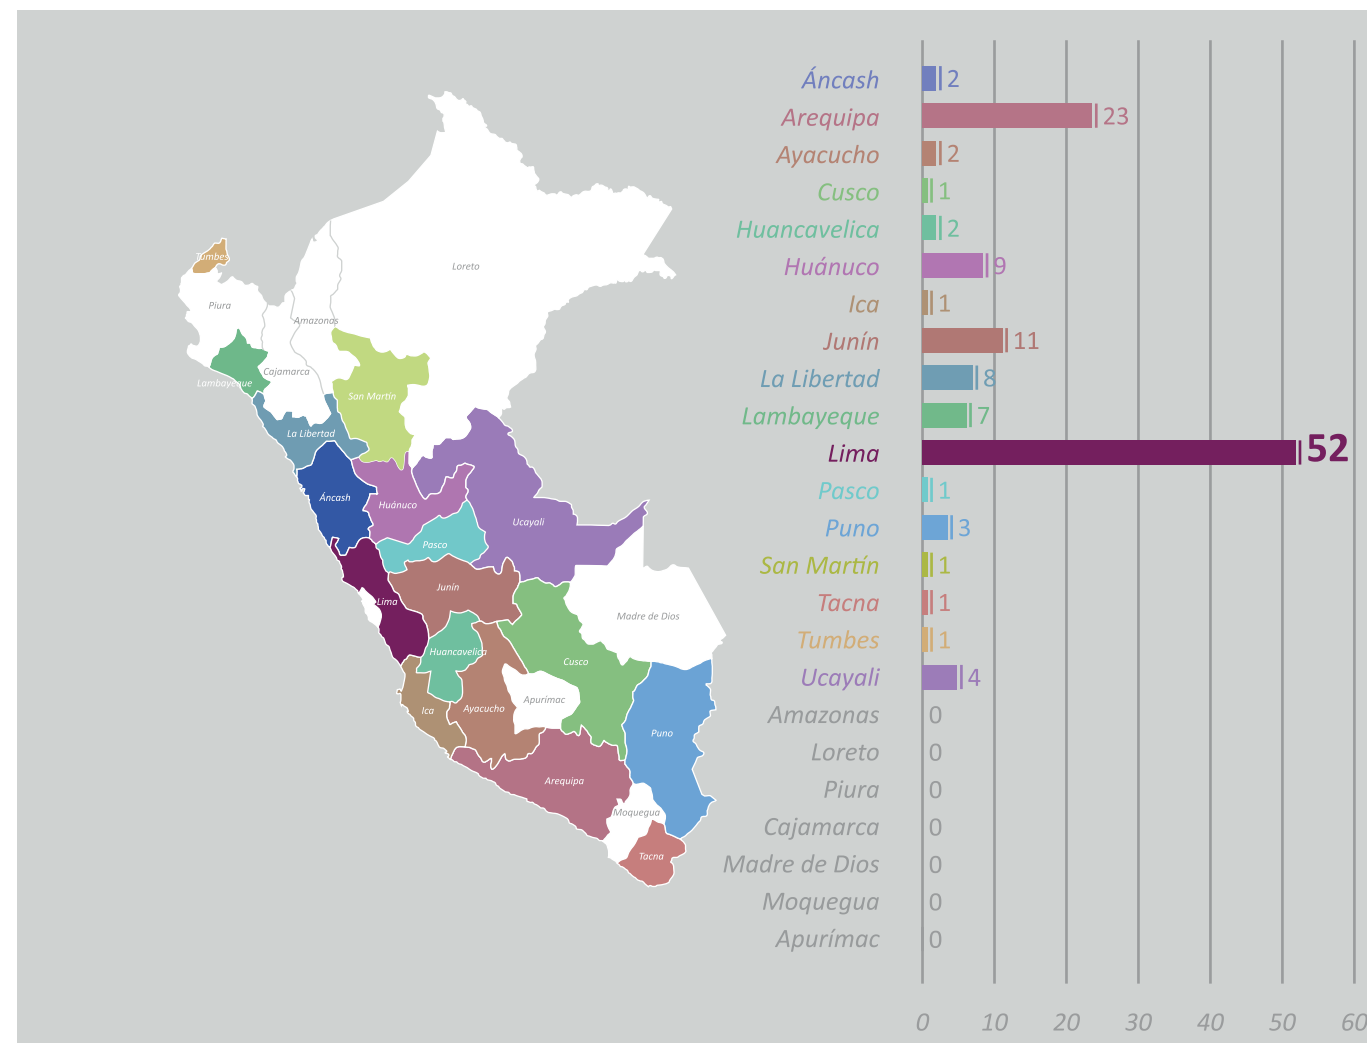 Tumbes
Piura
Loreto
Amazonas
Lambayeque
Cajamarca
San Martín
La Libertad
Áncash
Huánuco
Ucayali
Pasco
Junín
Lima
Madre de Dios
Huancavelica
Cusco
Apurímac
Ica
Ayacucho
Puno
Arequipa
Moquegua
Tacna
Áncash 2
Arequipa 23
Ayacucho 2
Cusco 1
Huancavelica 2
Huánuco 9
Ica 1
Junín 11
La Libertad 8
Lambayeque 7
Lima 52
Pasco 1
Puno 3
San Martín 1
Tacna 1
Tumbes 1
Ucayali 4
Amazonas 0
Loreto 0
Piura 0
Cajamarca 0
Madre de Dios 0
Moquegua 0
Apurímac 0
0 10 20 30 40 50 60